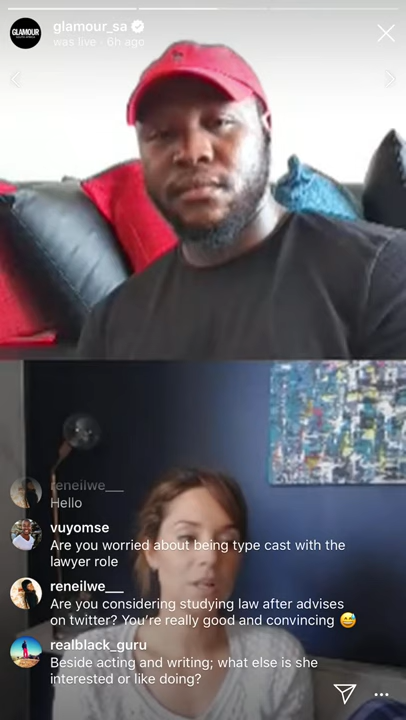 GLAMOUR
glamour_sa
was live · 6h ago
reneilwe__
Hello
vuyomse
Are you worried about being type cast with the
lawyer role
reneilwe__
Are you considering studying law after advises
on twitter? You're really good and convincing 😅
realblack_guru
Beside acting and writing; what else is she
interested or like doing?